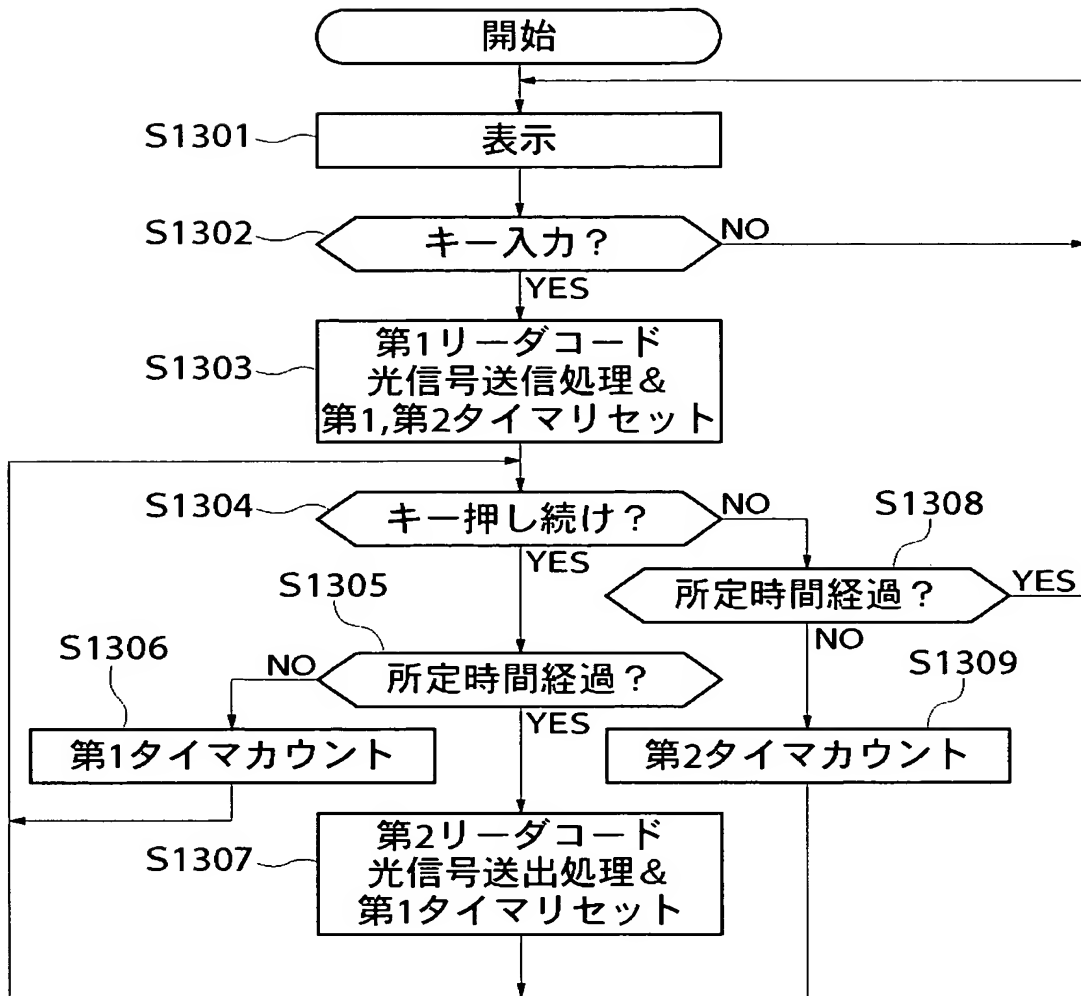 開始
S1301
表示
S1302
キー入力?
NO
YES
S1303
第1リーダコード
光信号送信処理&
第1,第2タイマリセット
S1304
キー押し続け?
NO
YES
S1308
所定時間経過?
YES
NO
S1305
所定時間経過?
NO
YES
S1306
第1タイマカウント
S1309
第2タイマカウント
S1307
第2リーダコード
光信号送出処理&
第1タイマリセット